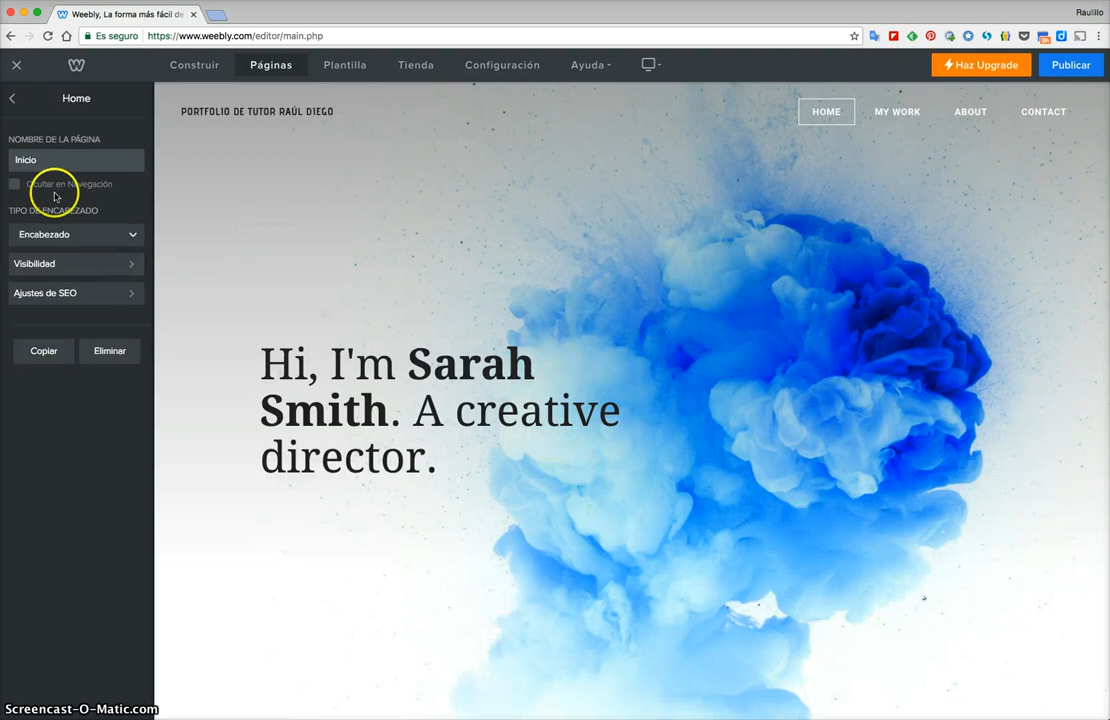 Weebly, La forma más fácil de
Raulillo
Es seguro
https://www.weebly.com/editor/main.php
Construir
Páginas
Plantilla
Tienda
Configuración
Ayuda
Haz Upgrade
Publicar
Home
NOMBRE DE LA PÁGINA
Inicio
Ocultar en Navegación
TIPO DE ENCABEZADO
Encabezado
Visibilidad
Ajustes de SEO
Copiar
Eliminar
PORTFOLIO DE TUTOR RAÚL DIEGO
HOME
MY WORK
ABOUT
CONTACT
Hi, I'm Sarah
Smith. A creative
director.
Screencast-O-Matic.com